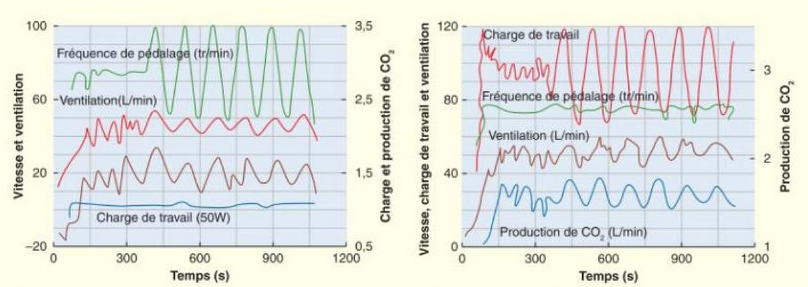 Vitesse et ventilation
100
60
20
–20
Fréquence de pédalage (tr/min)
Ventilation(L/min)
Charge de travail (50W)
3,5
2,5
1,5
0,5
Charge et production de CO₂
0 300 600 900 1200
Temps (s)
Vitesse, charge de travail et ventilation
120
80
40
0
Charge de travail
Fréquence de pédalage (tr/min)
Ventilation (L/min)
Production de CO₂ (L/min)
3
2
1
Production de CO₂
0 300 600 900 1200
Temps (s)